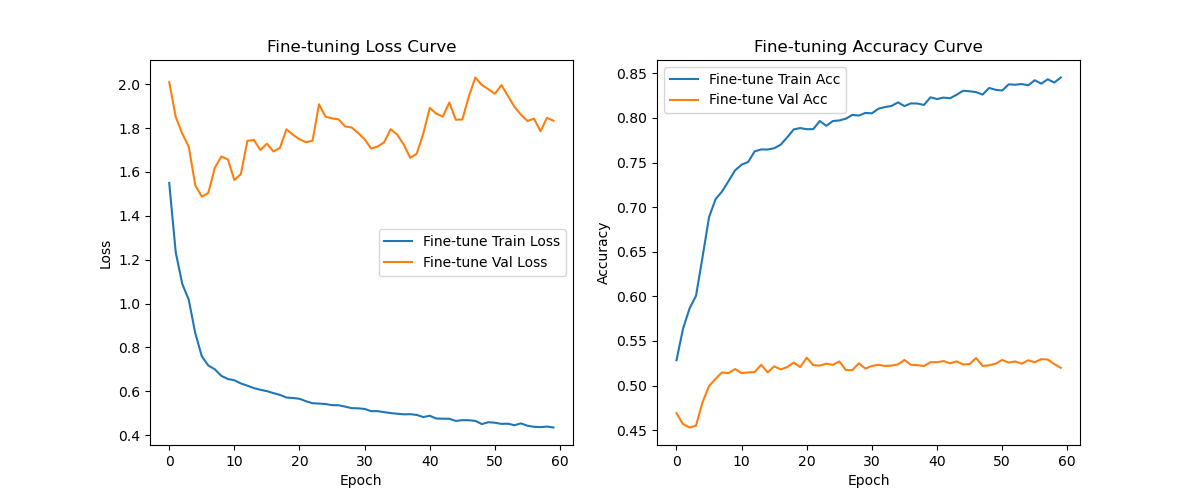 Fine-tuning Loss Curve
2.0
1.8
1.6
1.4
1.2
1.0
0.8
0.6
0.4
Loss
Fine-tune Train Loss
Fine-tune Val Loss
0 10 20 30 40 50 60
Epoch
Fine-tuning Accuracy Curve
Fine-tune Train Acc
Fine-tune Val Acc
0.85
0.80
0.75
0.70
0.65
0.60
0.55
0.50
0.45
Accuracy
0 10 20 30 40 50 60
Epoch